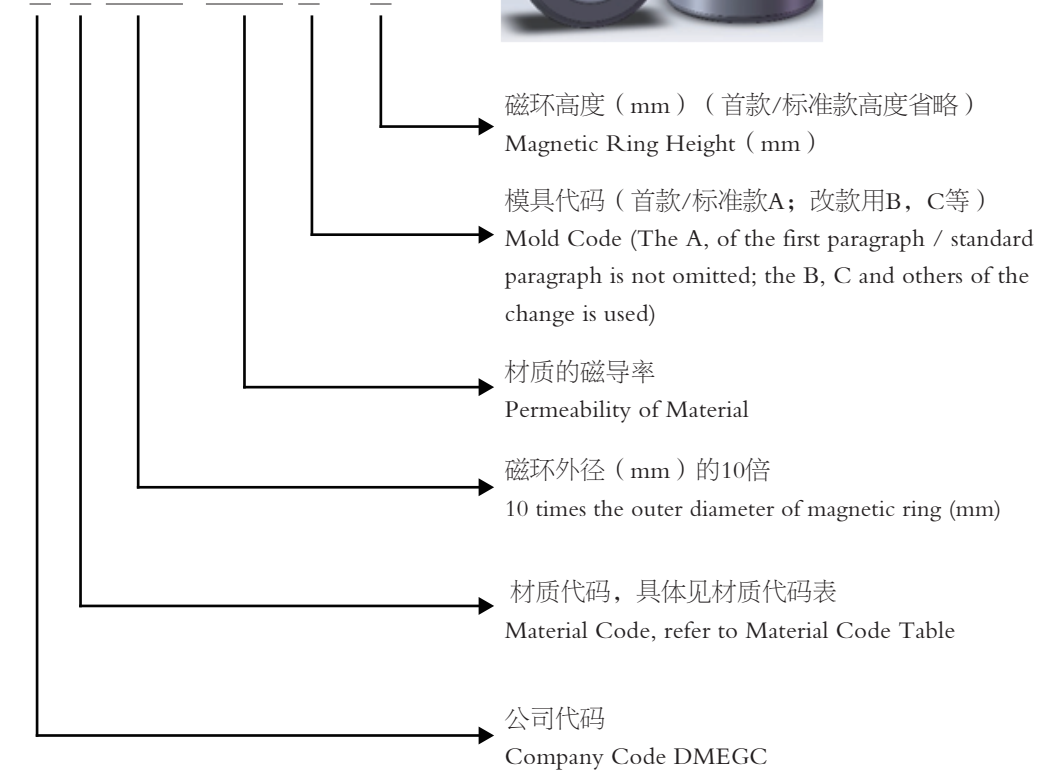 磁环高度（mm）（首款/标准款高度省略）
Magnetic Ring Height（mm）
模具代码（首款/标准款A；改款用B，C等）
Mold Code (The A, of the first paragraph / standard
paragraph is not omitted; the B, C and others of the
change is used)
材质的磁导率
Permeability of Material
磁环外径（mm）的10倍
10 times the outer diameter of magnetic ring (mm)
材质代码，具体见材质代码表
Material Code, refer to Material Code Table
公司代码
Company Code DMEGC